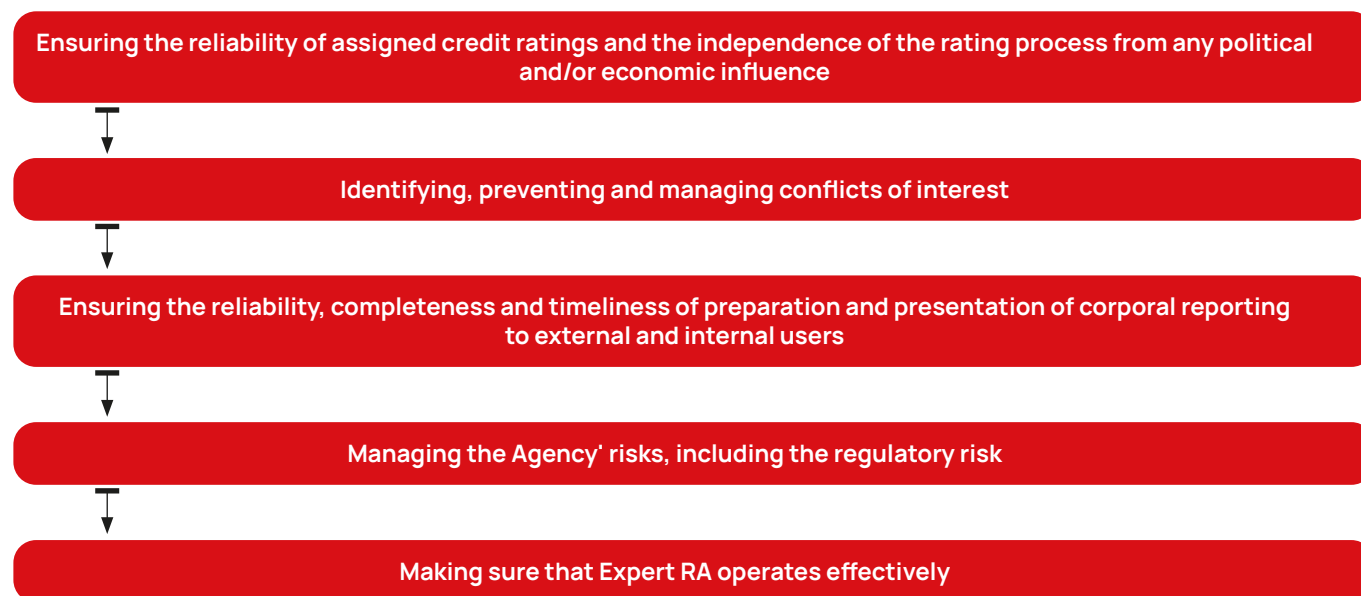 Ensuring the reliability of assigned credit ratings and the independence of the rating process from any political
and/or economic influence
Identifying, preventing and managing conflicts of interest
Ensuring the reliability, completeness and timeliness of preparation and presentation of corporal reporting
to external and internal users
Managing the Agency' risks, including the regulatory risk
Making sure that Expert RA operates effectively